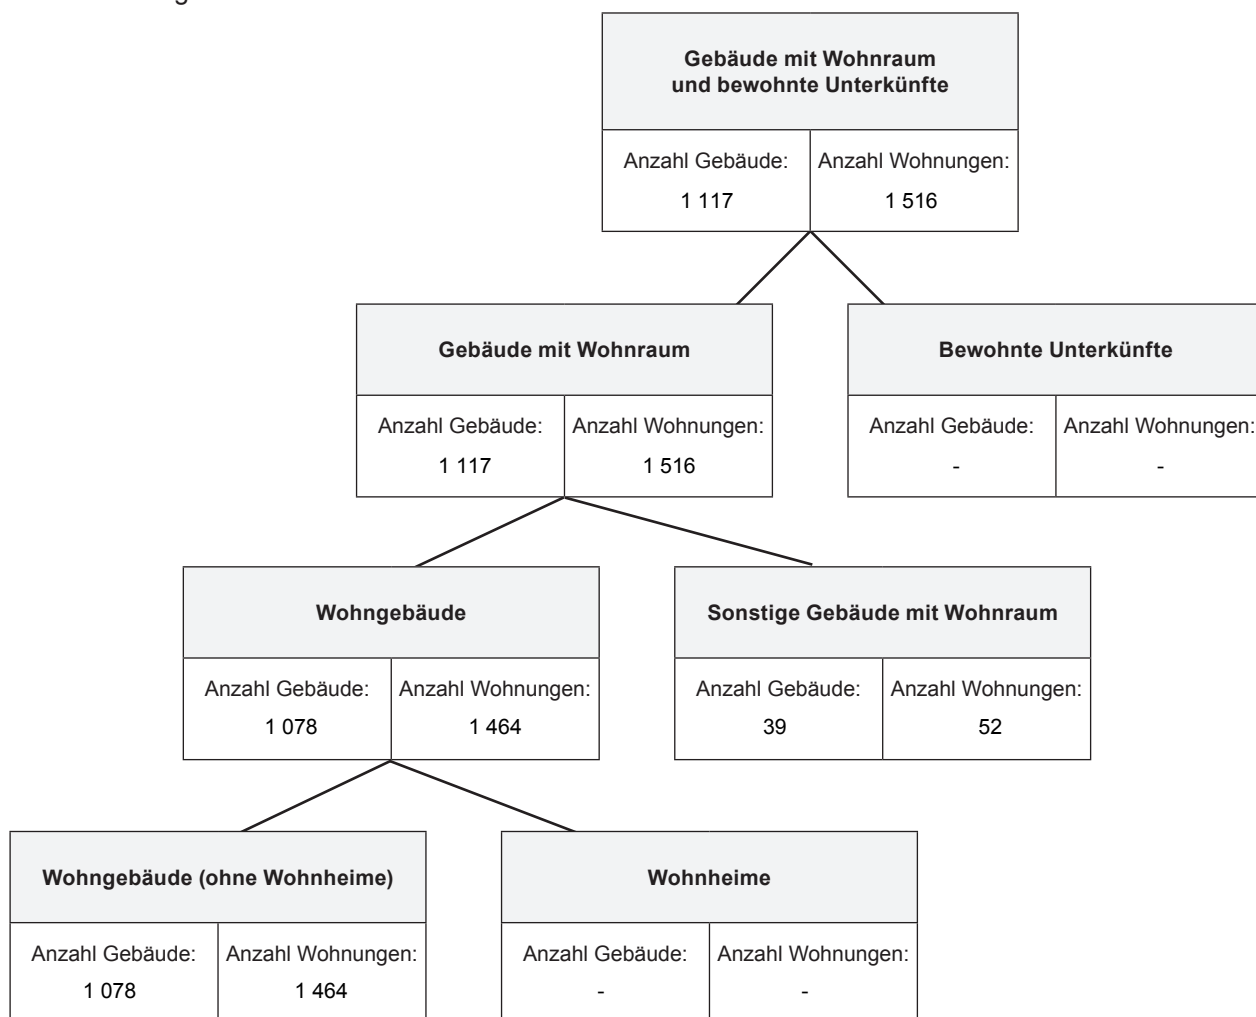 Gebäude mit Wohnraum
und bewohnte Unterkünfte
Anzahl Gebäude: Anzahl Wohnungen:
1 117 1 516
Gebäude mit Wohnraum
Anzahl Gebäude: Anzahl Wohnungen:
1 117 1 516
Bewohnte Unterkünfte
Anzahl Gebäude: Anzahl Wohnungen:
- -
Wohngebäude
Anzahl Gebäude: Anzahl Wohnungen:
1 078 1 464
Sonstige Gebäude mit Wohnraum
Anzahl Gebäude: Anzahl Wohnungen:
39 52
Wohngebäude (ohne Wohnheime)
Anzahl Gebäude: Anzahl Wohnungen:
1 078 1 464
Wohnheime
Anzahl Gebäude: Anzahl Wohnungen:
- -